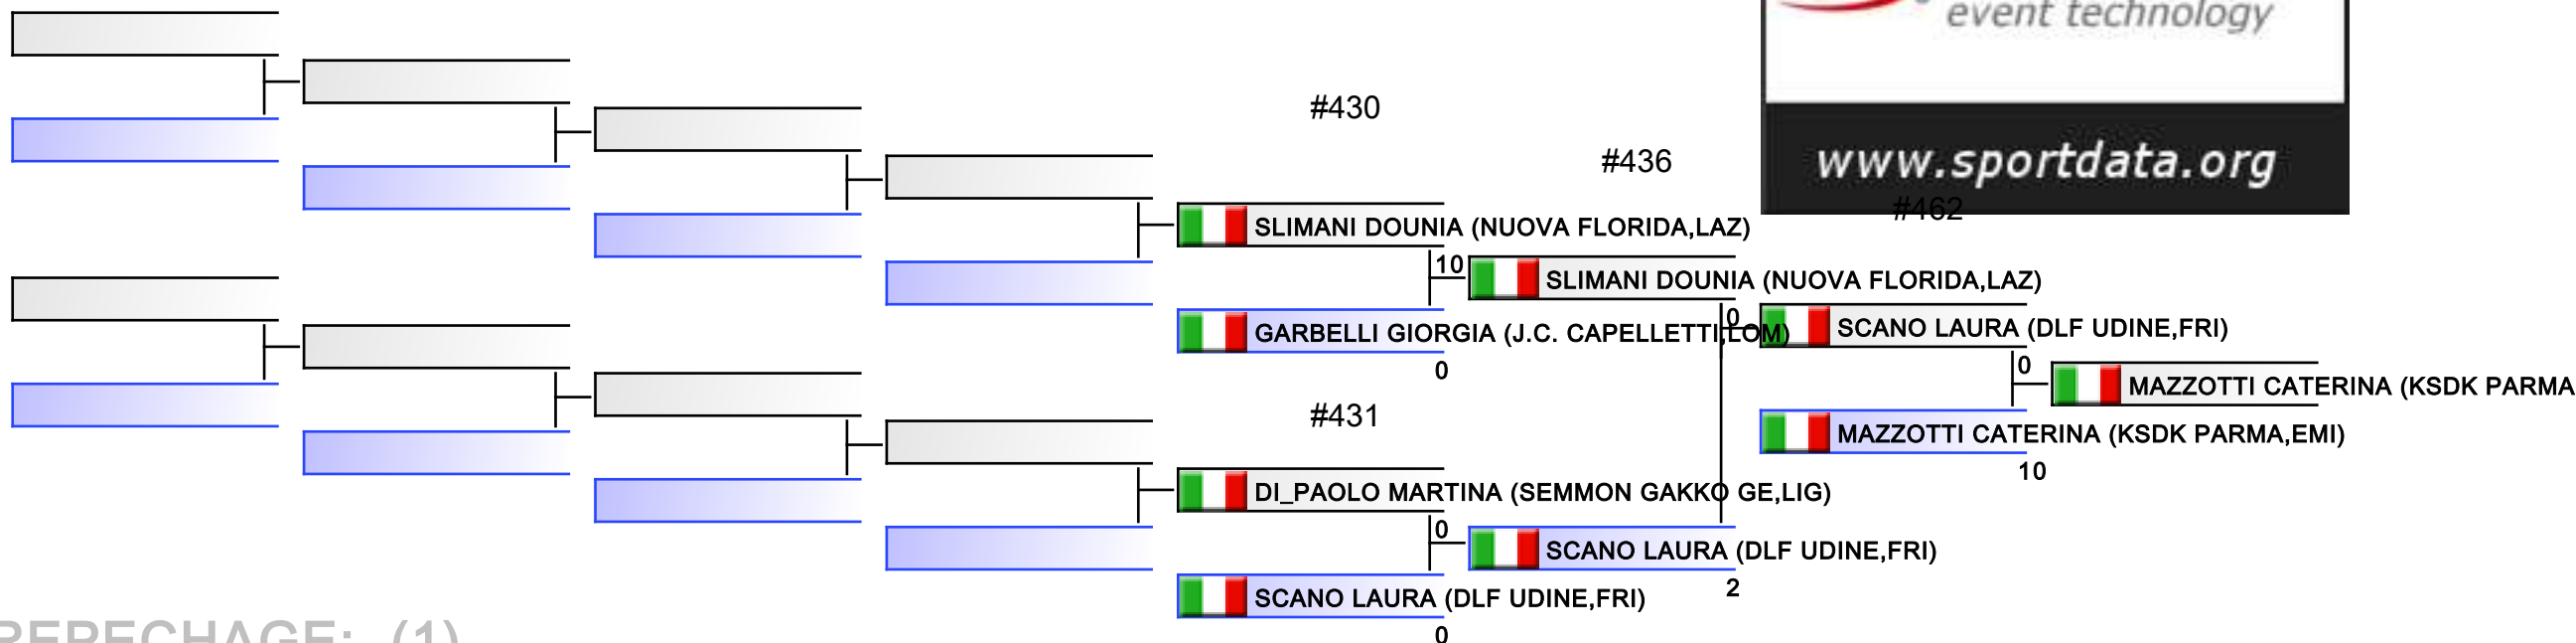 event technology
#430
#436
www.sportdata.org
#462
SLIMANI DOUNIA (NUOVA FLORIDA,LAZ)
10
SLIMANI DOUNIA (NUOVA FLORIDA,LAZ)
0
GARBELLI GIORGIA (J.C. CAPELLETTI,LOM)
SCANO LAURA (DLF UDINE,FRI)
0
0
MAZZOTTI CATERINA (KSDK PARMA
#431
MAZZOTTI CATERINA (KSDK PARMA,EMI)
10
DI_PAOLO MARTINA (SEMMON GAKKO GE,LIG)
0
SCANO LAURA (DLF UDINE,FRI)
2
SCANO LAURA (DLF UDINE,FRI)
0
REPECHAGE: (1)